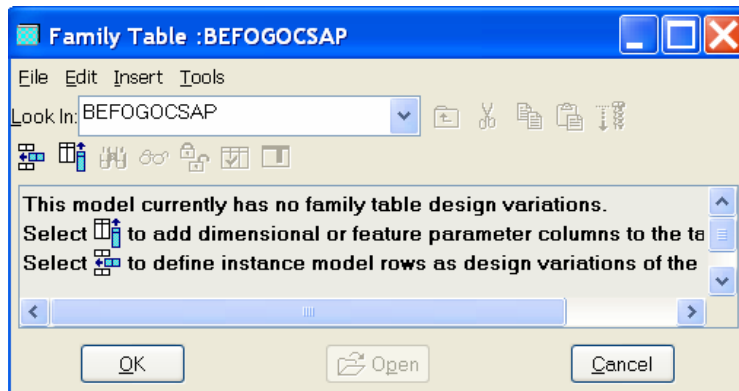 Family Table :BEFOGOCSAP
File Edit Insert Tools
Look In: BEFOGOCSAP
This model currently has no family table design variations.
Select to add dimensional or feature parameter columns to the ta
Select to define instance model rows as design variations of the
OK Open Cancel